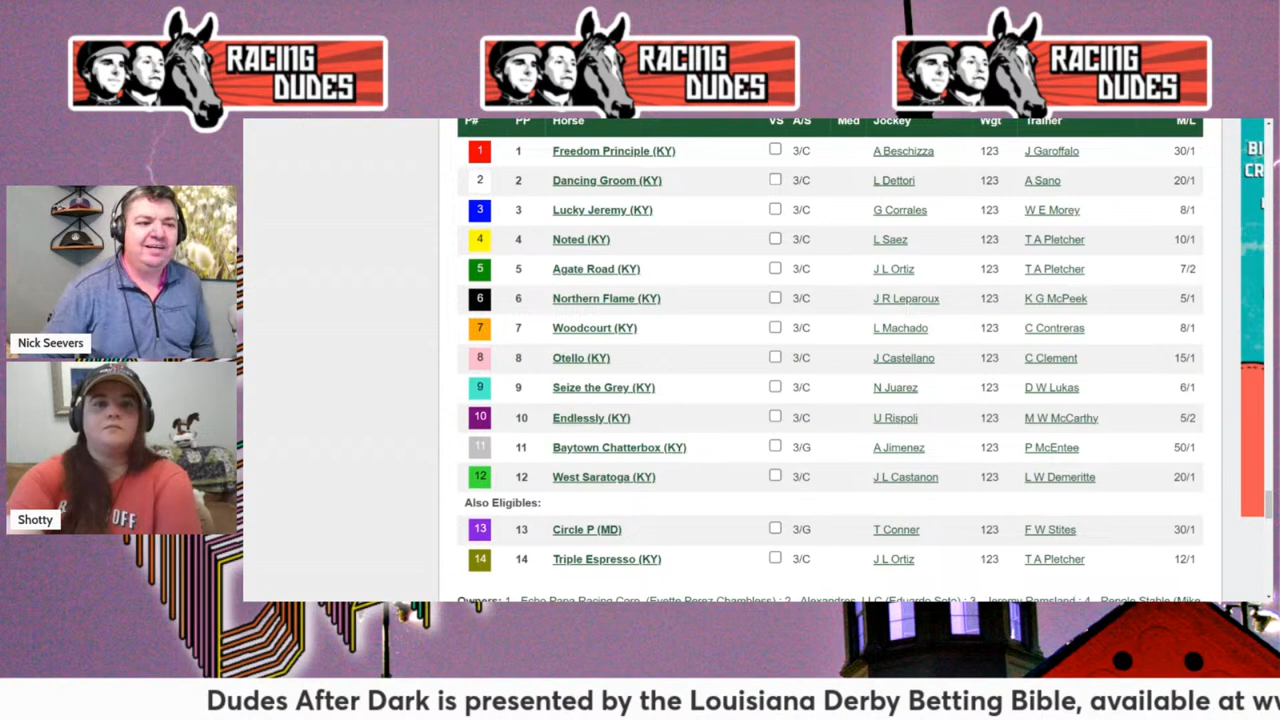 RACING DUDES
RACING DUDES
RACING DUDES
P# PP Horse VS A/S Med Jockey Wgt Trainer M/L
1 1 Freedom Principle (KY) 3/C A Beschizza 123 J Garoffalo 30/1
2 2 Dancing Groom (KY) 3/C L Dettori 123 A Sano 20/1
3 3 Lucky Jeremy (KY) 3/C G Corrales 123 W E Morey 8/1
4 4 Noted (KY) 3/C L Saez 123 T A Pletcher 10/1
5 5 Agate Road (KY) 3/C J L Ortiz 123 T A Pletcher 7/2
6 6 Northern Flame (KY) 3/C J R Leparoux 123 K G McPeek 5/1
7 7 Woodcourt (KY) 3/C L Machado 123 C Contreras 8/1
8 8 Otello (KY) 3/C J Castellano 123 C Clement 15/1
9 9 Seize the Grey (KY) 3/C N Juarez 123 D W Lukas 6/1
10 10 Endlessly (KY) 3/C U Rispoli 123 M W McCarthy 5/2
11 11 Baytown Chatterbox (KY) 3/G A Jimenez 123 P McEntee 50/1
12 12 West Saratoga (KY) 3/C J L Castanon 123 L W Demeritte 20/1
Also Eligibles:
13 13 Circle P (MD) 3/G T Conner 123 F W Stites 30/1
14 14 Triple Espresso (KY) 3/C J L Ortiz 123 T A Pletcher 12/1
Nick Seevers
Shotty
BI
CR
Dudes After Dark is presented by the Louisiana Derby Betting Bible, available at